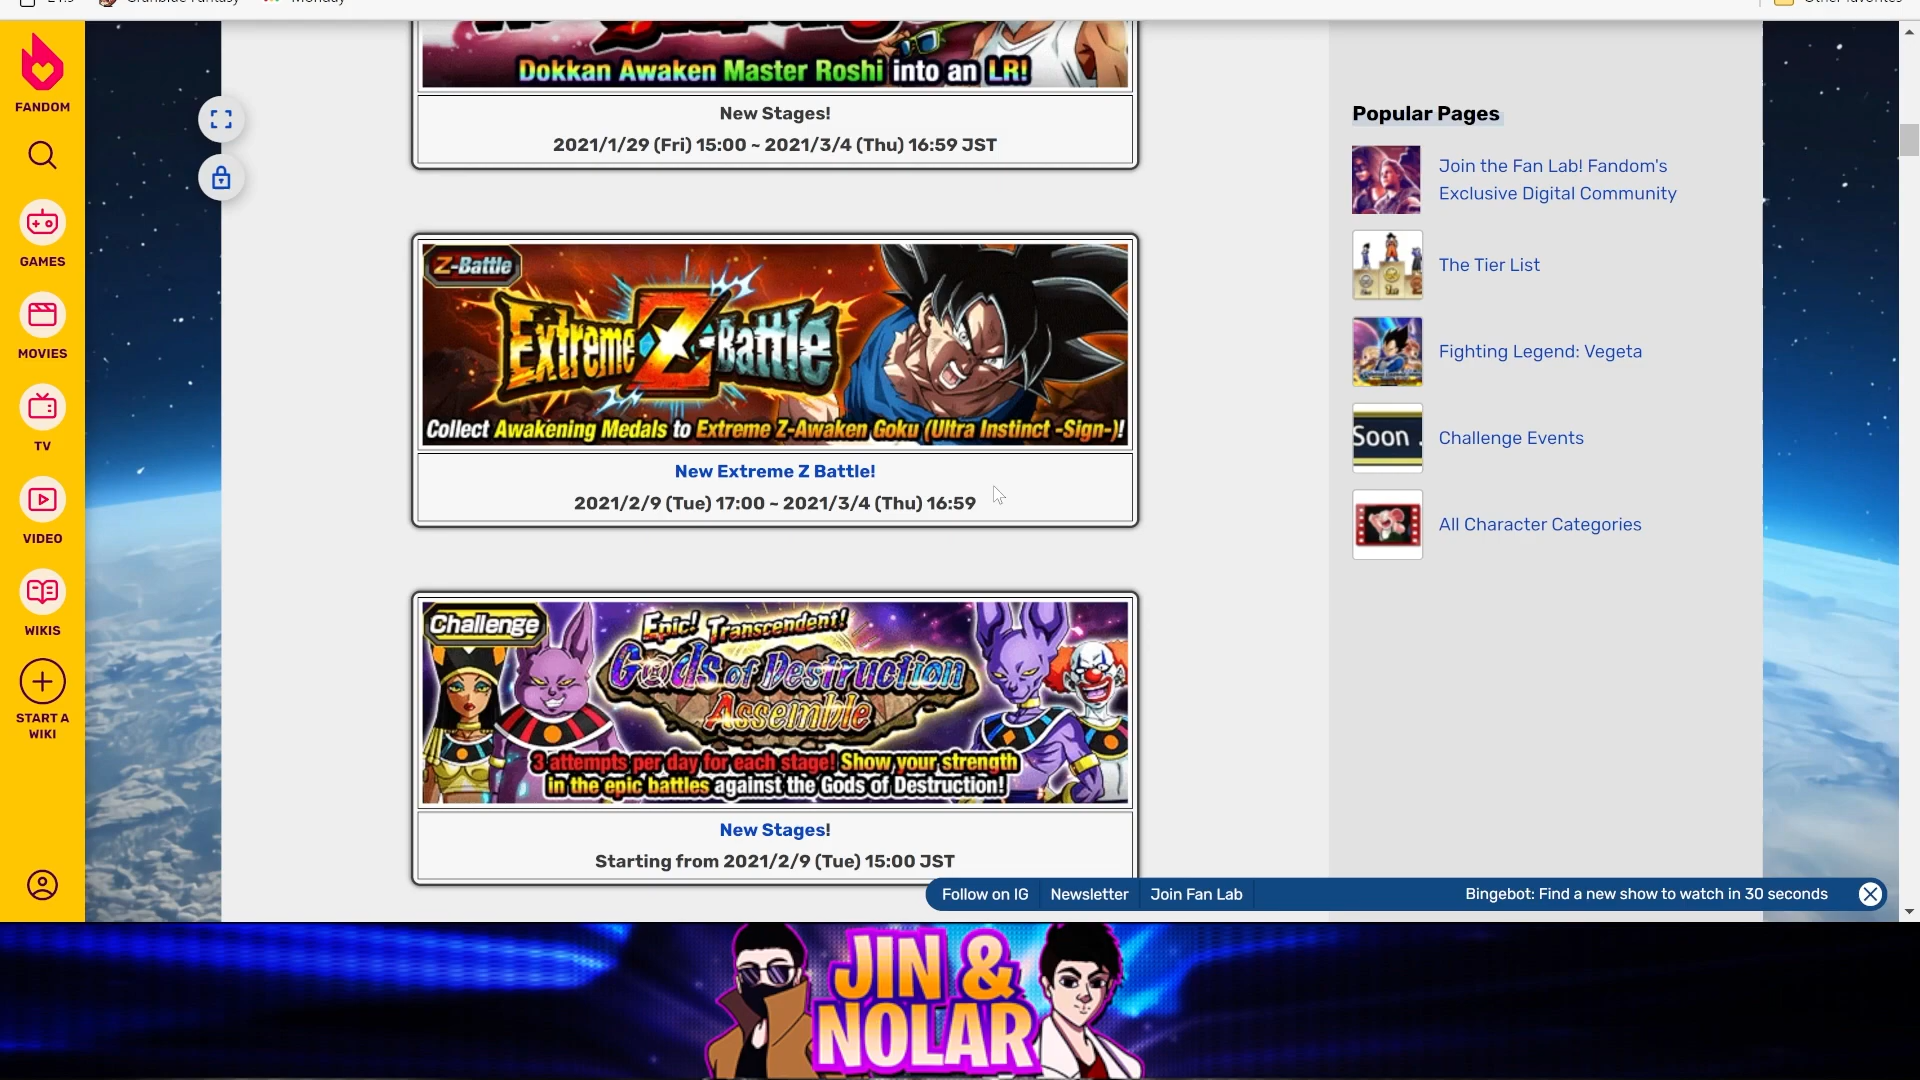 Granblue Fantasy
Monday
Other favorites
FANDOM
GAMES
MOVIES
TV
VIDEO
WIKIS
START A
WIKI
Dokkan Awaken Master Roshi into an LR!
New Stages!
2021/1/29 (Fri) 15:00 ~ 2021/3/4 (Thu) 16:59 JST
Z-Battle
Extreme Z-Battle
Collect Awakening Medals to Extreme Z-Awaken Goku (Ultra Instinct -Sign-)!
New Extreme Z Battle!
2021/2/9 (Tue) 17:00 ~ 2021/3/4 (Thu) 16:59
Challenge
Epic! Transcendent!
Gods of Destruction
Assemble
3 attempts per day for each stage! Show your strength
in the epic battles against the Gods of Destruction!
New Stages!
Starting from 2021/2/9 (Tue) 15:00 JST
Popular Pages
Join the Fan Lab! Fandom's
Exclusive Digital Community
The Tier List
Fighting Legend: Vegeta
Soon .
Challenge Events
All Character Categories
Follow on IG
Newsletter
Join Fan Lab
Bingebot: Find a new show to watch in 30 seconds
JIN &
NOLAR